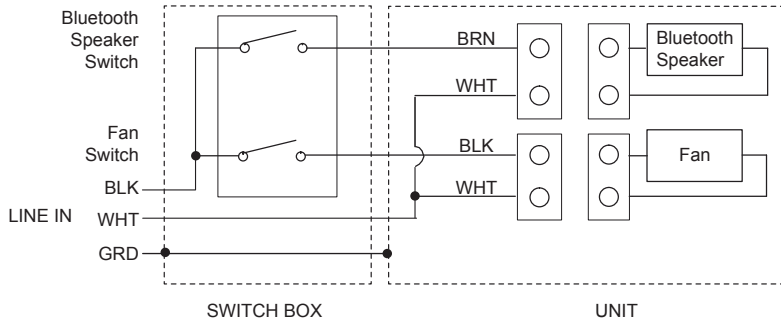 Bluetooth
Speaker
Switch
BRN
Bluetooth
Speaker
WHT
Fan
Switch
BLK
Fan
BLK
WHT
LINE IN
WHT
GRD
SWITCH BOX
UNIT